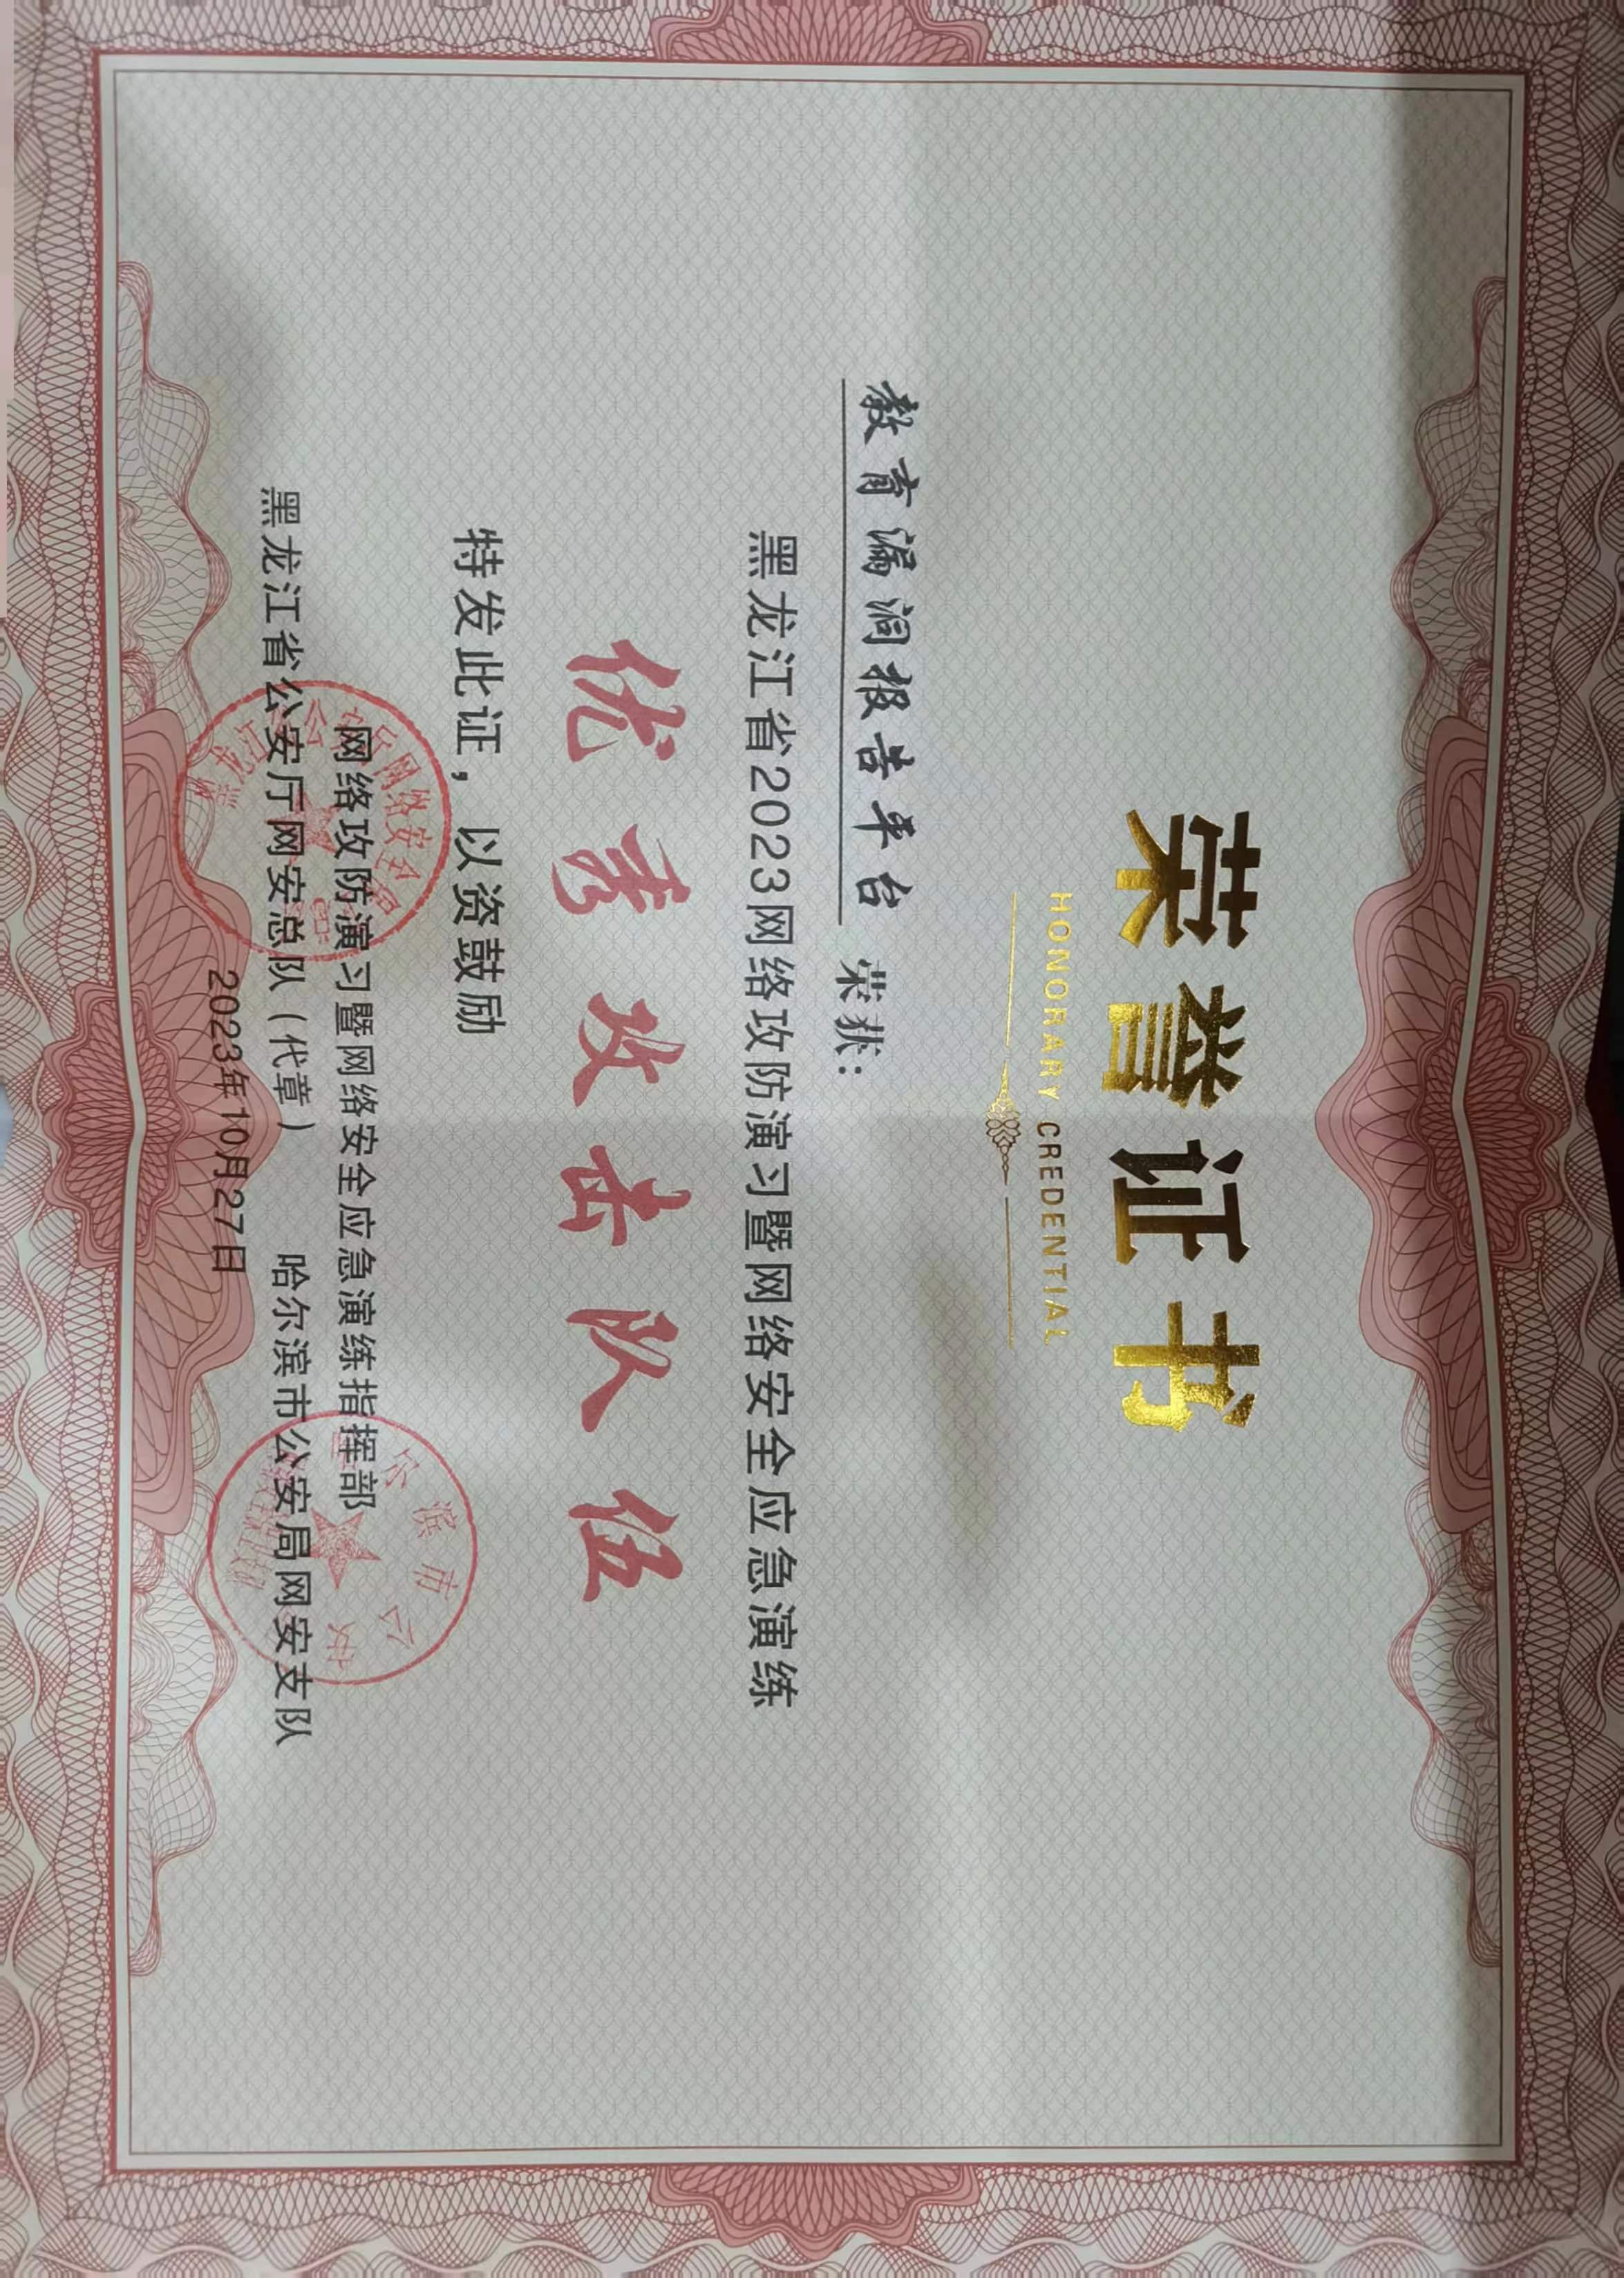 荣誉证书
HONORARY CREDENTIAL
教育漏洞报告平台 荣获：
黑龙江省2023网络攻防演习暨网络安全应急演练
优秀攻击队伍
特发此证，以资鼓励
网络攻防演习暨网络安全应急演练指挥部
黑龙江省公安厅网安总队（代章） 哈尔滨市公安局网安支队
2023年10月27日